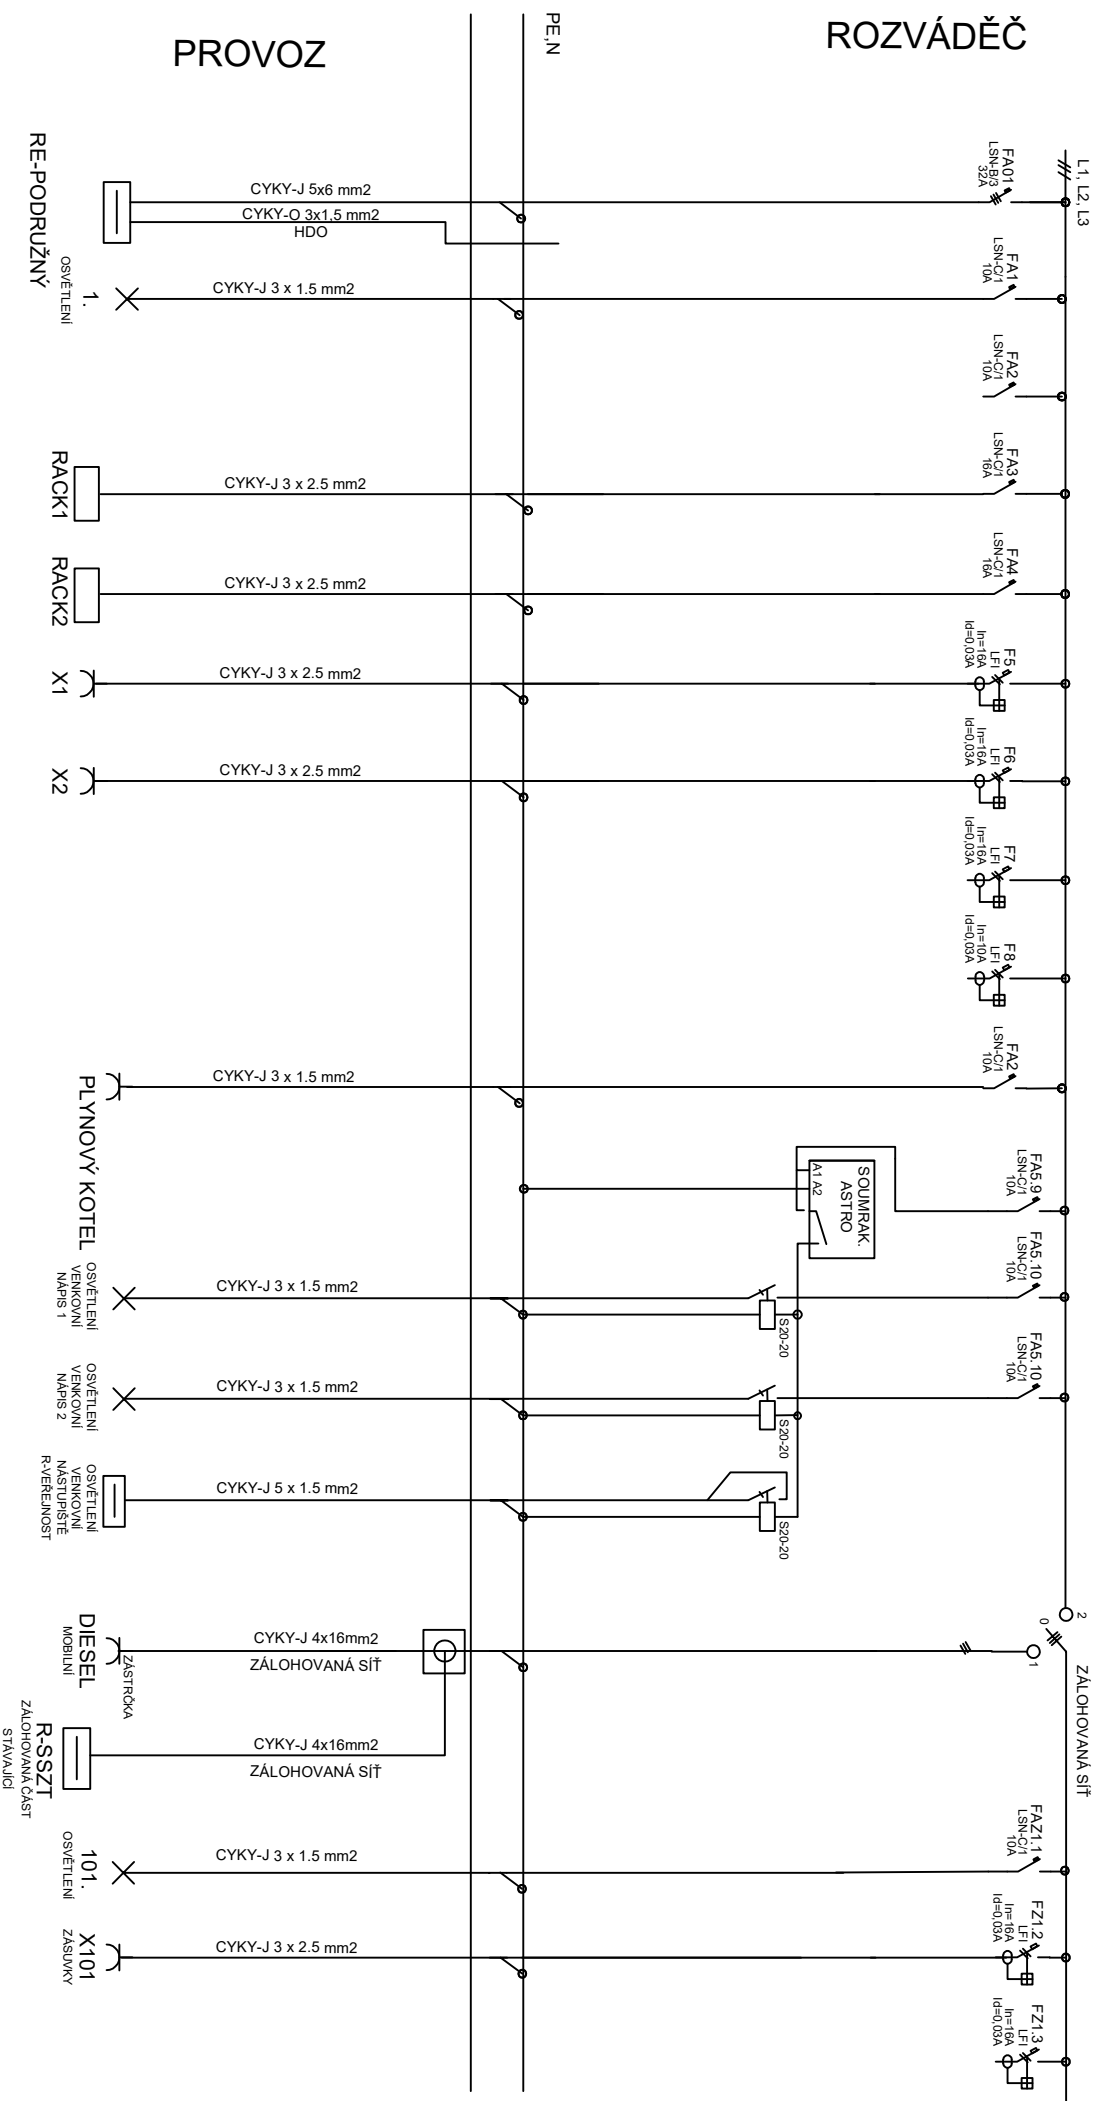 ROZVÁDĚČ
PE,N
PROVOZ
L1, L2, L3
FA01
LSN-B/3
32A
CYKY-J 5x6 mm2
CYKY-O 3x1,5 mm2
HDO
RE-PODRUŽNÝ
FA1
LSN-C/1
10A
CYKY-J 3 x 1.5 mm2
1.
OSVĚTLENÍ
FA2
LSN-C/1
10A
FA3
LSN-C/1
16A
CYKY-J 3 x 2.5 mm2
RACK1
FA4
LSN-C/1
16A
CYKY-J 3 x 2.5 mm2
RACK2
F5
LFI
In=16A
Id=0,03A
CYKY-J 3 x 2.5 mm2
X1
F6
LFI
In=16A
Id=0,03A
CYKY-J 3 x 2.5 mm2
X2
F7
LFI
In=16A
Id=0,03A
F8
LFI
In=10A
Id=0,03A
FA2
LSN-C/1
10A
CYKY-J 3 x 1.5 mm2
PLYNOVÝ KOTEL
FA5.9
LSN-C/1
10A
SOUMRAK.
ASTRO
A1 A2
FA5.10
LSN-C/1
10A
S20-20
CYKY-J 3 x 1.5 mm2
OSVĚTLENÍ
VENKOVNÍ
NÁPIS 1
FA5.10
LSN-C/1
10A
S20-20
CYKY-J 3 x 1.5 mm2
OSVĚTLENÍ
VENKOVNÍ
NÁPIS 2
S20-20
CYKY-J 5 x 1.5 mm2
OSVĚTLENÍ
VENKOVNÍ
NÁSTUPIŠTĚ
R-VEŘEJNOST
2
0
1
ZÁLOHOVANÁ SÍŤ
CYKY-J 4x16mm2
ZÁLOHOVANÁ SÍŤ
ZÁSTRČKA
DIESEL
MOBILNÍ
CYKY-J 4x16mm2
ZÁLOHOVANÁ SÍŤ
R-SSZT
ZÁLOHOVANÁ ČÁST
STÁVAJÍCÍ
FAZ1.1
LSN-C/1
10A
CYKY-J 3 x 1.5 mm2
101.
OSVĚTLENÍ
FZ1.2
LFI
In=16A
Id=0,03A
CYKY-J 3 x 2.5 mm2
X101
ZÁSUVKY
FZ1.3
LFI
In=16A
Id=0,03A